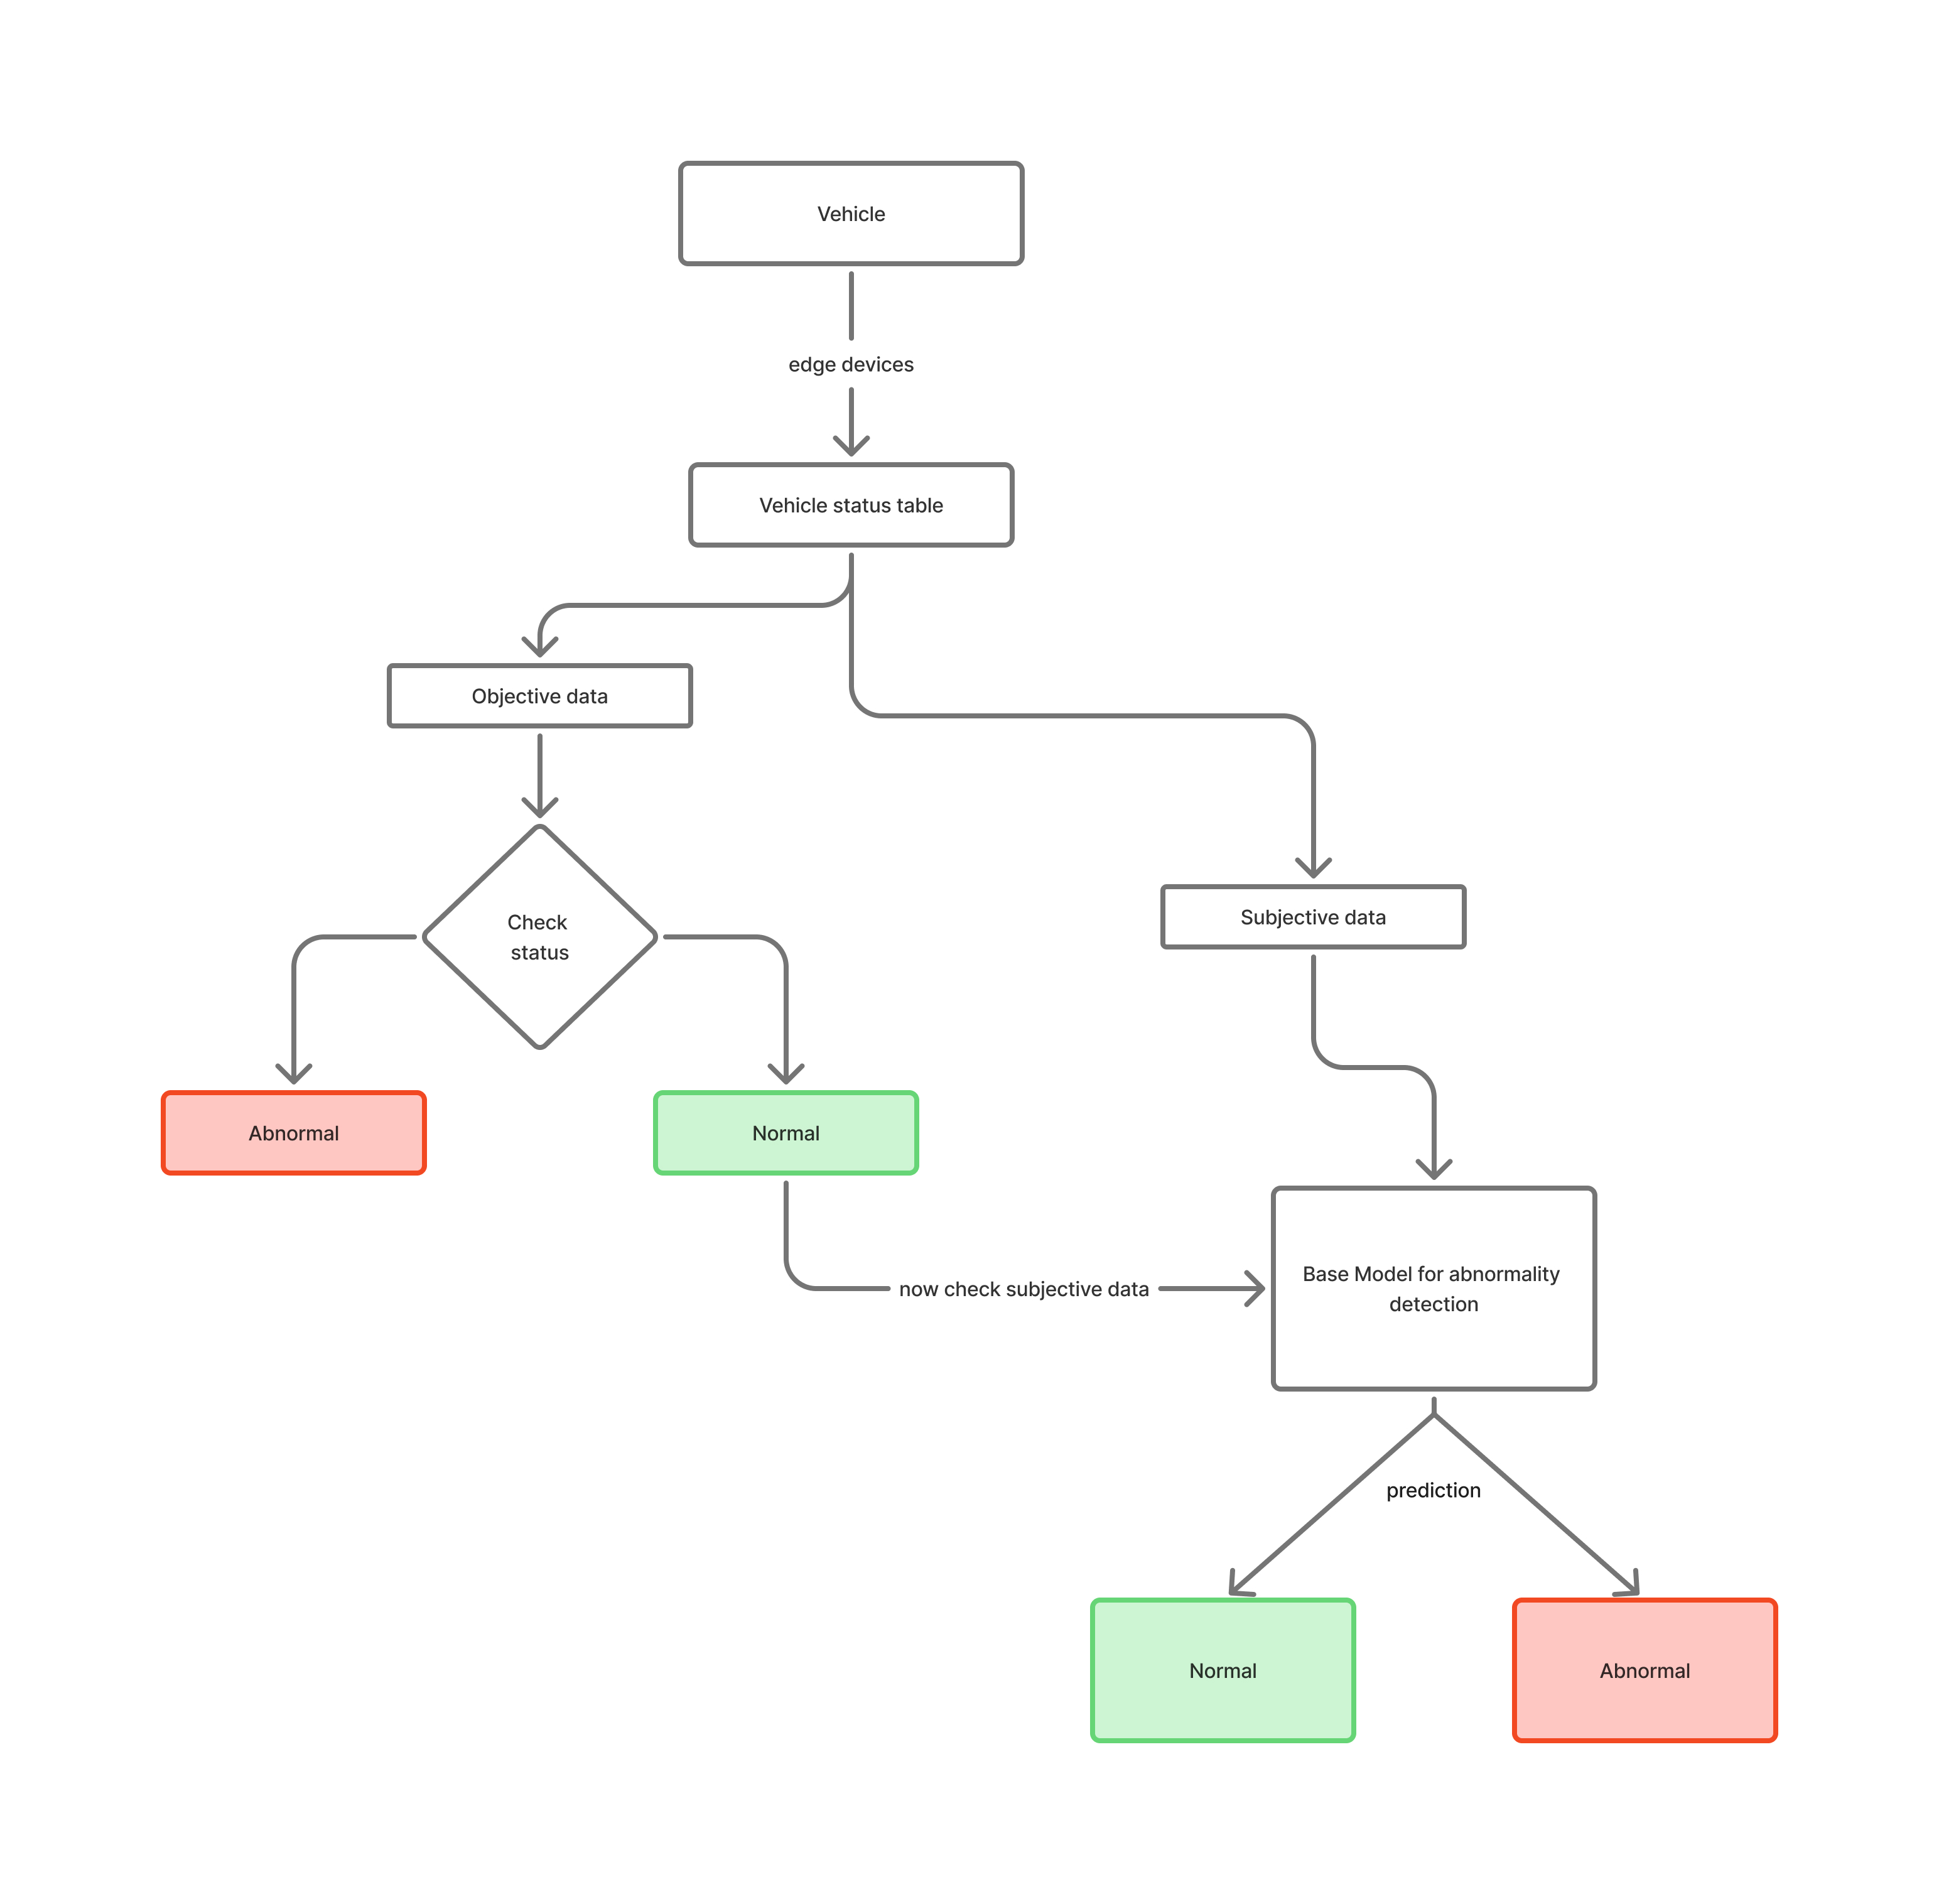 Vehicle
edge devices
Vehicle status table
Objective data
Check
status
Subjective data
Abnormal
Normal
now check subjective data
Base Model for abnormality
detection
prediction
Normal
Abnormal